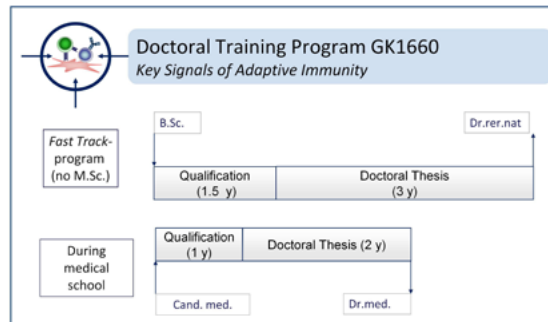 Doctoral Training Program GK1660
Key Signals of Adaptive Immunity
Fast Track-
program
(no M.Sc.)
B.Sc.
Dr.rer.nat
Qualification
(1.5 y)
Doctoral Thesis
(3 y)
During
medical
school
Qualification
(1 y)
Doctoral Thesis (2 y)
Cand. med.
Dr.med.